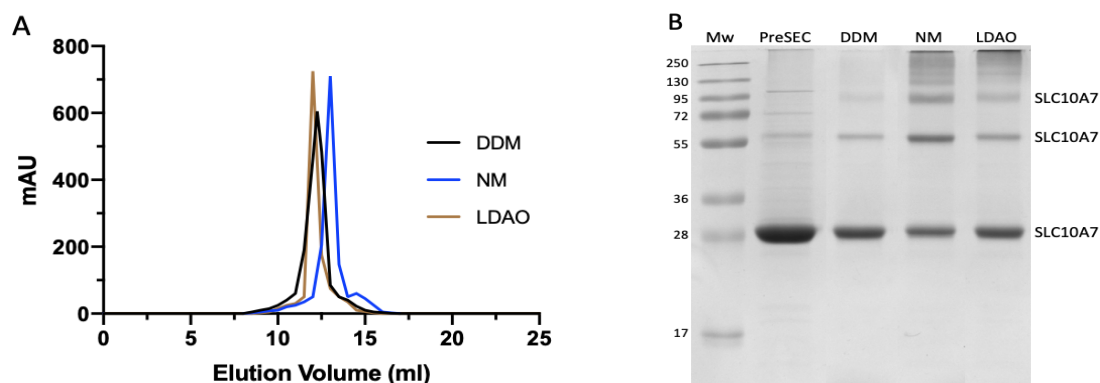 A
mAU
800
600
400
200
0
0 5 10 15 20 25
Elution Volume (ml)
DDM
NM
LDAO
B
Mw PreSEC DDM NM LDAO
250
130
95 SLC10A7
72
55 SLC10A7
36
28 SLC10A7
17